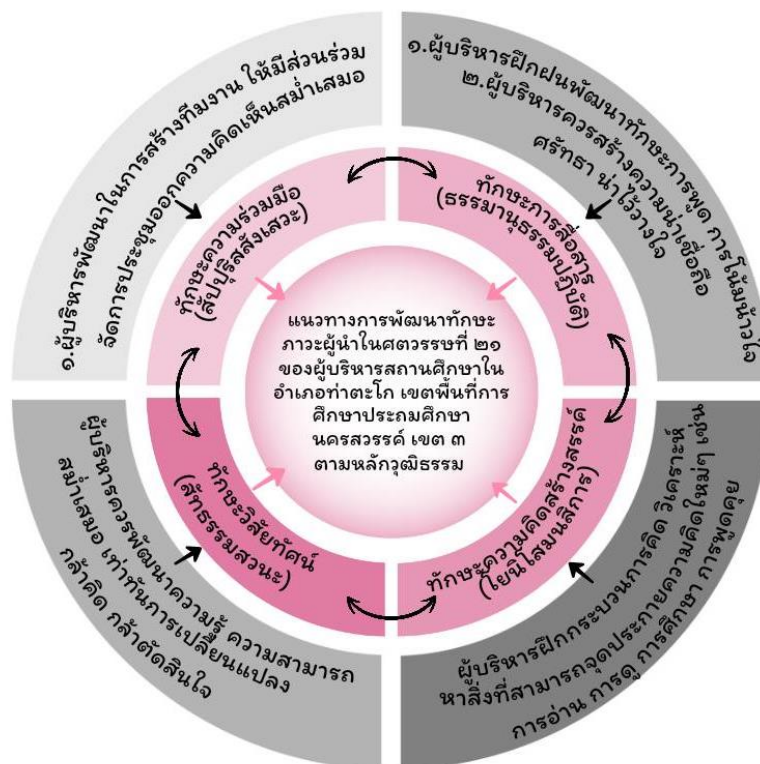 ๑.ผู้บริหารพัฒนาในการสร้างทีมงาน ให้มีส่วนร่วม
จัดการประชุมออกความคิดเห็นสม่ำเสมอ
๑.ผู้บริหารฝึกฝนพัฒนาทักษะการพูด การโน้มน้าวใจ
๒.ผู้บริหารควรสร้างความน่าเชื่อถือ
ศรัทธา น่าไว้วางใจ
ทักษะความร่วมมือ
(สัปปุริสสังเสวะ)
ทักษะการสื่อสาร
(ธรรมานุธรรมปฏิบัติ)
แนวทางการพัฒนาทักษะ
ภาวะผู้นำในศตวรรษที่ ๒๑
ของผู้บริหารสถานศึกษาใน
อำเภอท่าตะโก เขตพื้นที่การ
ศึกษาประถมศึกษา
นครสวรรค์ เขต ๓
ตามหลักวุฒิธรรม
ทักษะวิสัยทัศน์
(สัทธรรมสวนะ)
ทักษะความคิดสร้างสรรค์
(โยนิโสมนสิการ)
ผู้บริหารควรพัฒนาความรู้ ความสามารถ
สม่ำเสมอ เท่าทันการเปลี่ยนแปลง
กล้าคิด กล้าตัดสินใจ
ผู้บริหารฝึกกระบวนการคิด วิเคราะห์
หาสิ่งที่สามารถจุดประกายความคิดใหม่ๆ เช่น
การอ่าน การดู การศึกษา การพูดคุย